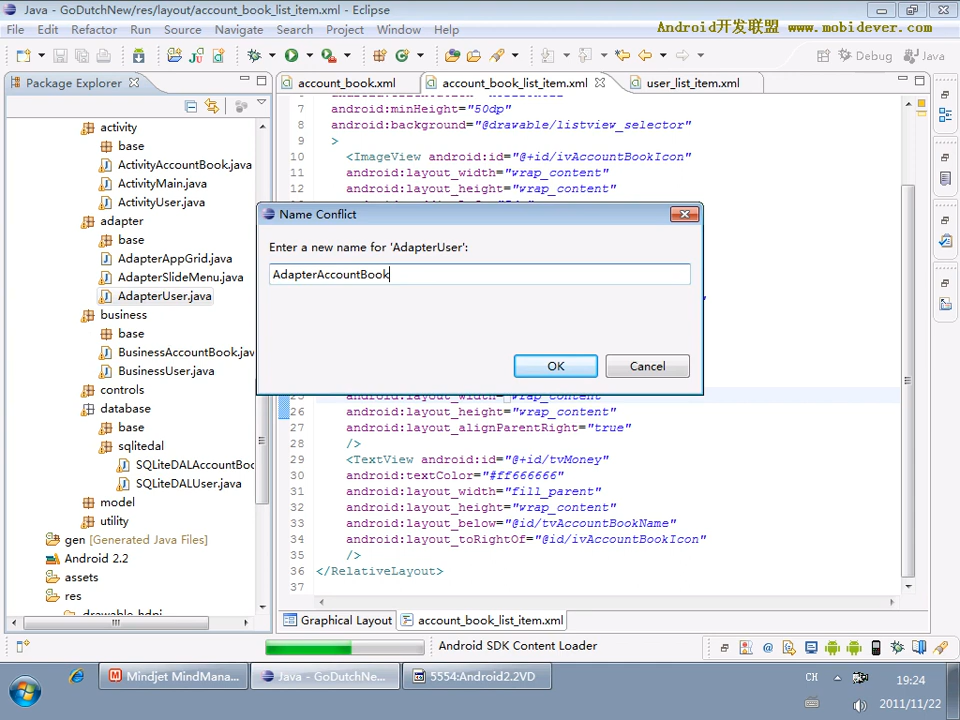 Java - GoDutchNew/res/layout/account_book_list_item.xml - Eclipse
File Edit Refactor Run Source Navigate Search Project Window Help
Android开发联盟 www.mobidever.com
Debug Java
Package Explorer
account_book.xml account_book_list_item.xml user_list_item.xml
activity
base
ActivityAccountBook.java
ActivityMain.java
ActivityUser.java
adapter
base
AdapterAppGrid.java
AdapterSlideMenu.java
AdapterUser.java
business
base
BusinessAccountBook.jav
BusinessUser.java
controls
database
base
sqlitedal
SQLiteDALAccountBoo
SQLiteDALUser.java
model
utility
gen [Generated Java Files]
Android 2.2
assets
res
drawable-hdpi
7 android:minHeight="50dp"
8 android:background="@drawable/listview_selector"
9 >
10 <ImageView android:id="@+id/ivAccountBookIcon"
11 android:layout_width="wrap_content"
12 android:layout_height="wrap_content"
Name Conflict
Enter a new name for 'AdapterUser':
AdapterAccountBook
OK Cancel
25 android:layout_width="wrap_content"
26 android:layout_height="wrap_content"
27 android:layout_alignParentRight="true"
28 />
29 <TextView android:id="@+id/tvMoney"
30 android:textColor="#ff666666"
31 android:layout_width="fill_parent"
32 android:layout_height="wrap_content"
33 android:layout_below="@id/tvAccountBookName"
34 android:layout_toRightOf="@id/ivAccountBookIcon"
35 />
36 </RelativeLayout>
37
Graphical Layout account_book_list_item.xml
Android SDK Content Loader
Mindjet MindMana... Java - GoDutchNe... 5554:Android2.2VD
CH
19:24
2011/11/22